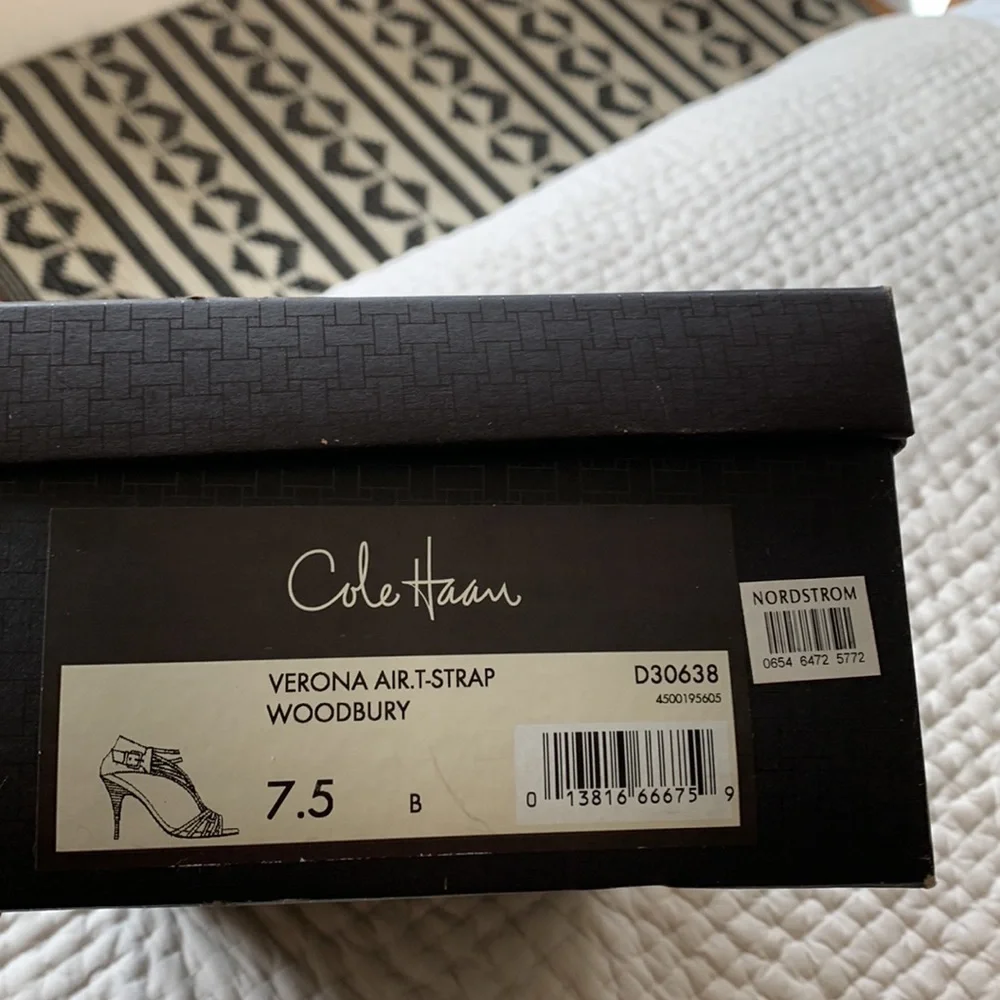 Cole Haan
NORDSTROM
0654 6472 5772
VERONA AIR.T-STRAP
WOODBURY
D30638
4500195605
7.5 B
0 13816 66675 9